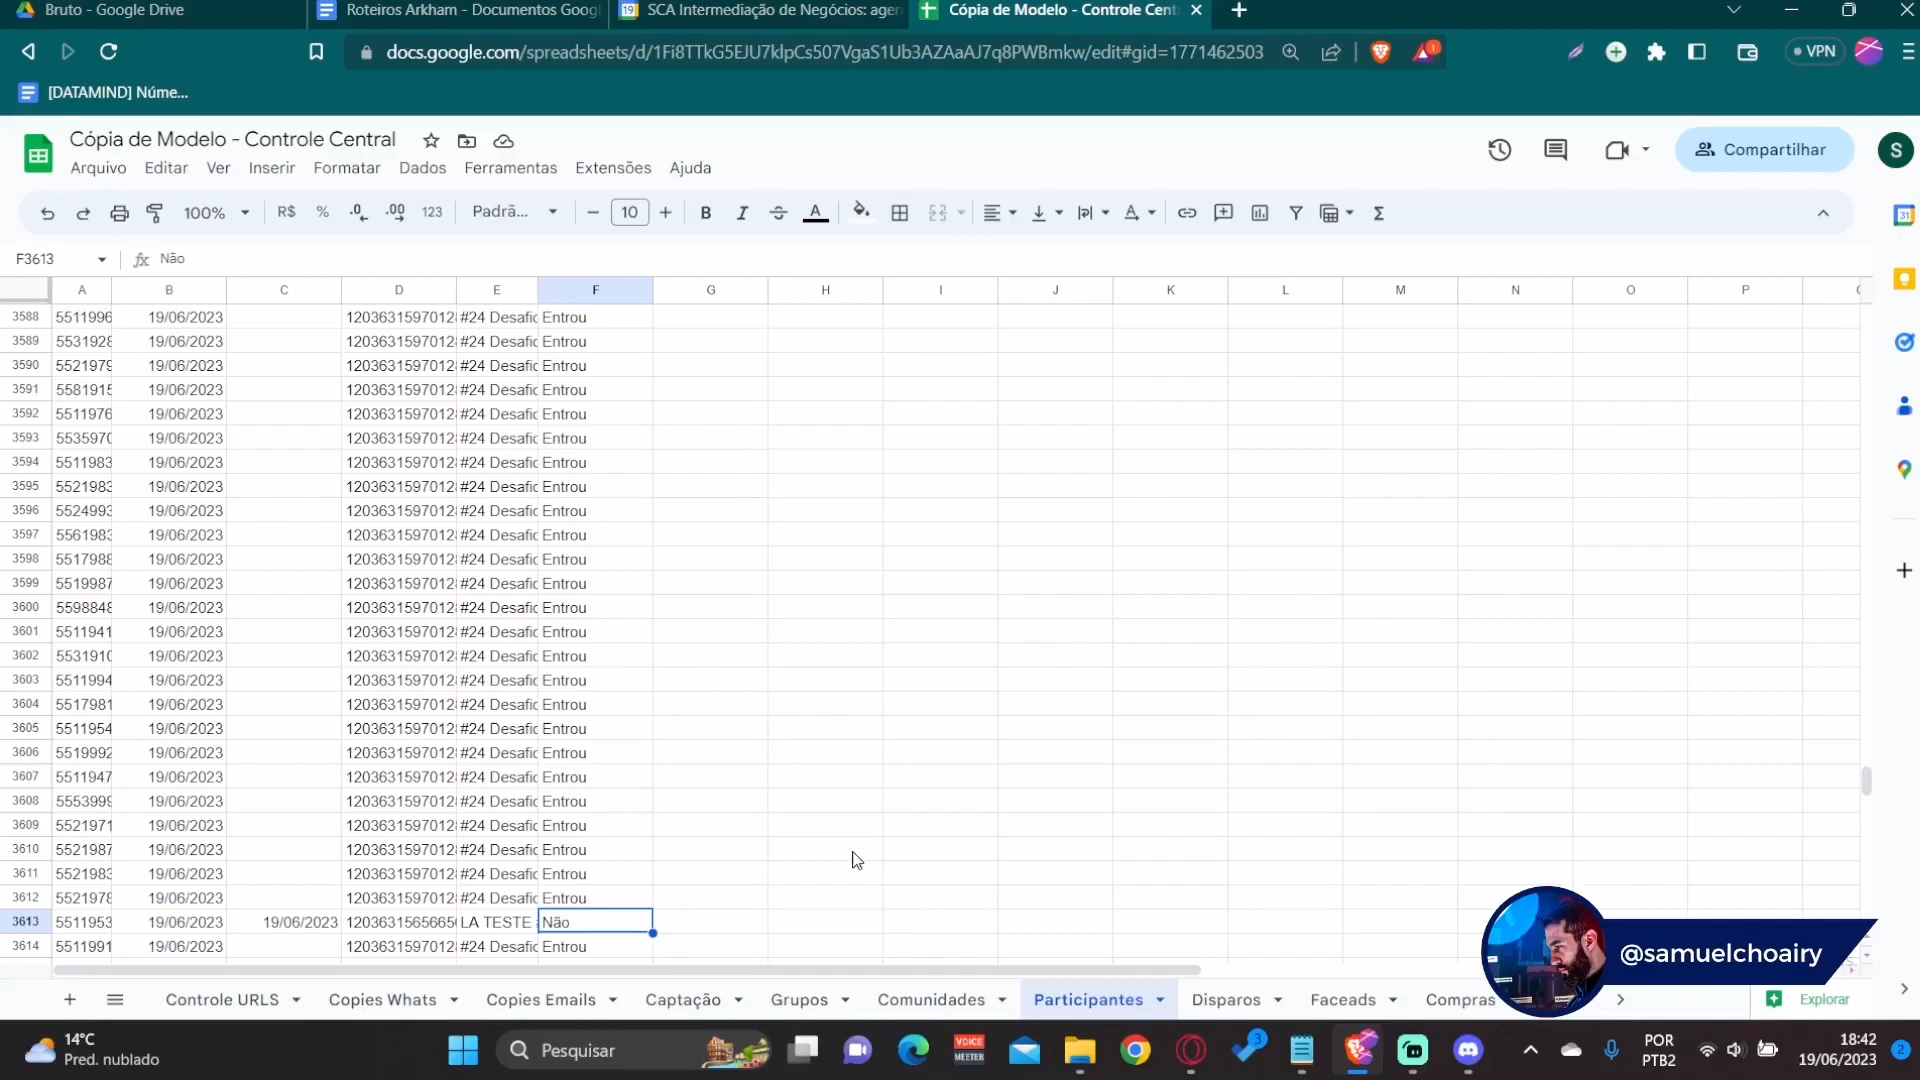 Bruto - Google Drive
Roteiros Arkham - Documentos Googl
SCA Intermediação de Negócios: agen
Cópia de Modelo - Controle Cent
docs.google.com/spreadsheets/d/1Fi8TTkG5EJU7klpCs507VgaS1Ub3AZAaAJ7q8PWBmkw/edit#gid=1771462503
1
VPN
[DATAMIND] Núme...
Cópia de Modelo - Controle Central
Arquivo Editar Ver Inserir Formatar Dados Ferramentas Extensões Ajuda
Compartilhar
S
100% R$ % .0 .00 123 Padrã... 10 B I A Σ
F3613 fx Não
A B C D E F G H I J K L M N O P
3588 5511996 19/06/2023 1203631597012 #24 Desafio Entrou
3589 5531928 19/06/2023 1203631597012 #24 Desafio Entrou
3590 5521979 19/06/2023 1203631597012 #24 Desafio Entrou
3591 5581915 19/06/2023 1203631597012 #24 Desafio Entrou
3592 5511976 19/06/2023 1203631597012 #24 Desafio Entrou
3593 5535970 19/06/2023 1203631597012 #24 Desafio Entrou
3594 5511983 19/06/2023 1203631597012 #24 Desafio Entrou
3595 5521983 19/06/2023 1203631597012 #24 Desafio Entrou
3596 5524993 19/06/2023 1203631597012 #24 Desafio Entrou
3597 5561983 19/06/2023 1203631597012 #24 Desafio Entrou
3598 5517988 19/06/2023 1203631597012 #24 Desafio Entrou
3599 5519987 19/06/2023 1203631597012 #24 Desafio Entrou
3600 5598848 19/06/2023 1203631597012 #24 Desafio Entrou
3601 5511941 19/06/2023 1203631597012 #24 Desafio Entrou
3602 5531910 19/06/2023 1203631597012 #24 Desafio Entrou
3603 5511994 19/06/2023 1203631597012 #24 Desafio Entrou
3604 5517981 19/06/2023 1203631597012 #24 Desafio Entrou
3605 5511954 19/06/2023 1203631597012 #24 Desafio Entrou
3606 5519992 19/06/2023 1203631597012 #24 Desafio Entrou
3607 5511947 19/06/2023 1203631597012 #24 Desafio Entrou
3608 5553999 19/06/2023 1203631597012 #24 Desafio Entrou
3609 5521971 19/06/2023 1203631597012 #24 Desafio Entrou
3610 5521987 19/06/2023 1203631597012 #24 Desafio Entrou
3611 5521983 19/06/2023 1203631597012 #24 Desafio Entrou
3612 5521978 19/06/2023 1203631597012 #24 Desafio Entrou
3613 5511953 19/06/2023 19/06/2023 120363156566 LA TESTE Não
3614 5511991 19/06/2023 1203631597012 #24 Desafio Entrou
@samuelchoairy
Controle URLS Copies Whats Copies Emails Captação Grupos Comunidades Participantes Disparos Faceads Compras
Explorar
14°C
Pred. nublado
Pesquisar
VOICE MEETER
3
POR
PTB2
18:42
19/06/2023
2